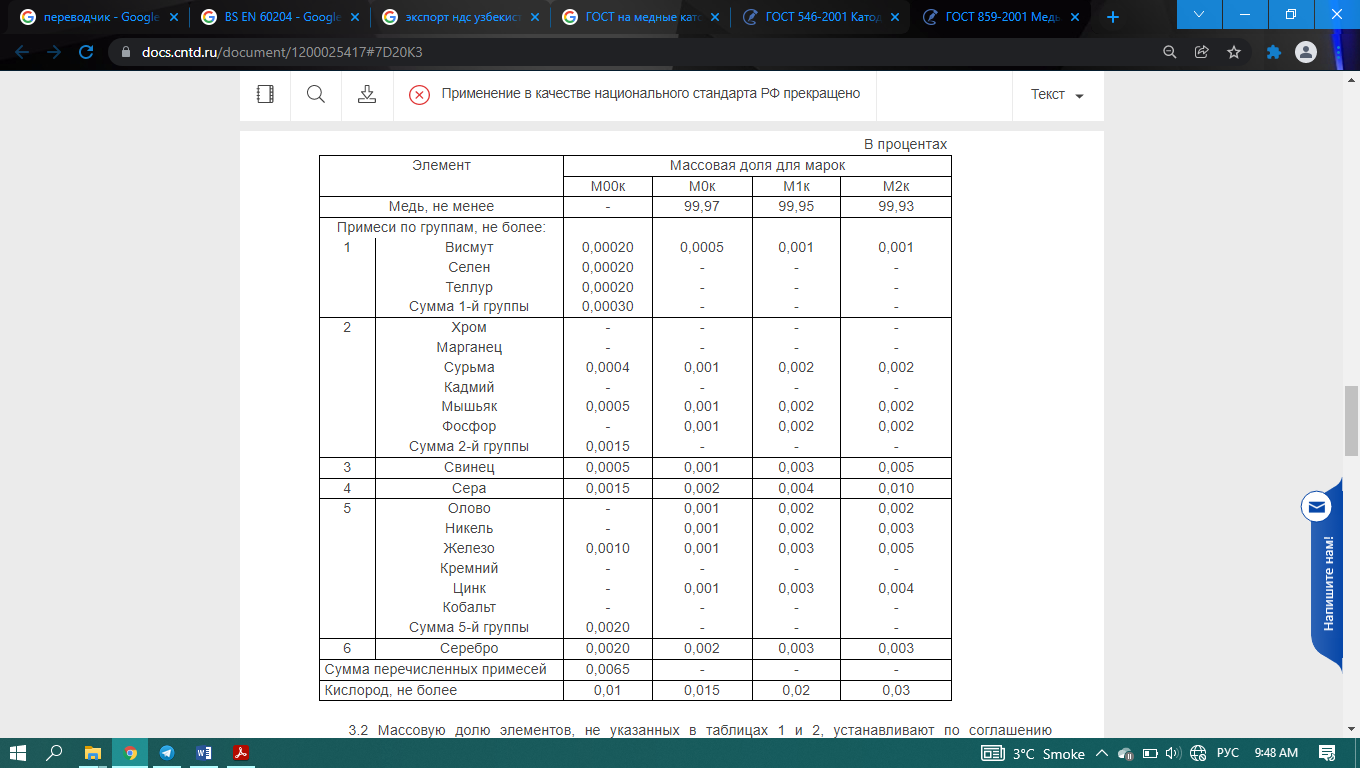 переводчик - Google
BS EN 60204 - Google
экспорт ндс узбекист
ГОСТ на медные като
ГОСТ 546-2001 Катод
ГОСТ 859-2001 Медь
docs.cntd.ru/document/1200025417#7D20K3
Применение в качестве национального стандарта РФ прекращено
Текст
В процентах
Элемент Массовая доля для марок
М00к М0к М1к М2к
Медь, не менее - 99,97 99,95 99,93
Примеси по группам, не более:
1 Висмут 0,00020 0,0005 0,001 0,001
Селен 0,00020 - - -
Теллур 0,00020 - - -
Сумма 1-й группы 0,00030 - - -
2 Хром - - - -
Марганец - - - -
Сурьма 0,0004 0,001 0,002 0,002
Кадмий - - - -
Мышьяк 0,0005 0,001 0,002 0,002
Фосфор - 0,001 0,002 0,002
Сумма 2-й группы 0,0015 - - -
3 Свинец 0,0005 0,001 0,003 0,005
4 Сера 0,0015 0,002 0,004 0,010
5 Олово - 0,001 0,002 0,002
Никель - 0,001 0,002 0,003
Железо 0,0010 0,001 0,003 0,005
Кремний - - - -
Цинк - 0,001 0,003 0,004
Кобальт - - - -
Сумма 5-й группы 0,0020 - - -
6 Серебро 0,0020 0,002 0,003 0,003
Сумма перечисленных примесей 0,0065 - - -
Кислород, не более 0,01 0,015 0,02 0,03
3.2 Массовую долю элементов, не указанных в таблицах 1 и 2, устанавливают по соглашению
Напишите нам!
3°C Smoke РУС 9:48 AM